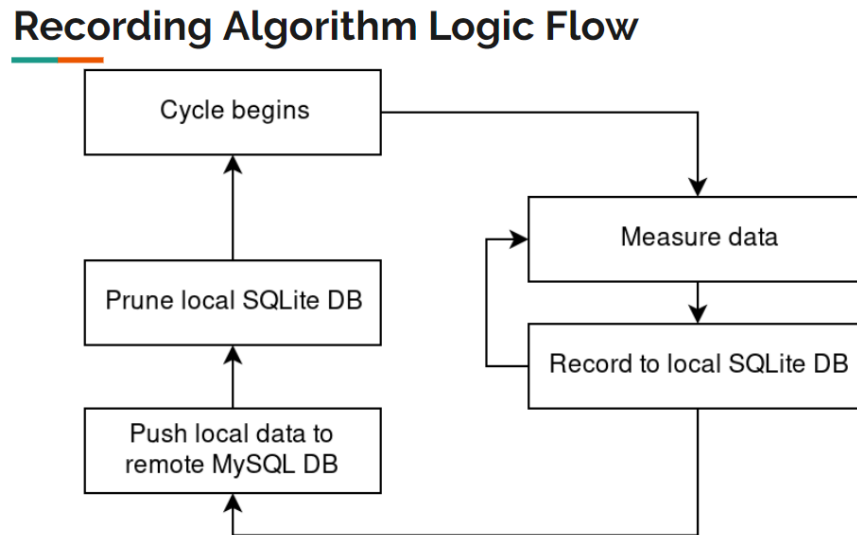 Recording Algorithm Logic Flow
Cycle begins
Measure data
Record to local SQLite DB
Push local data to
remote MySQL DB
Prune local SQLite DB